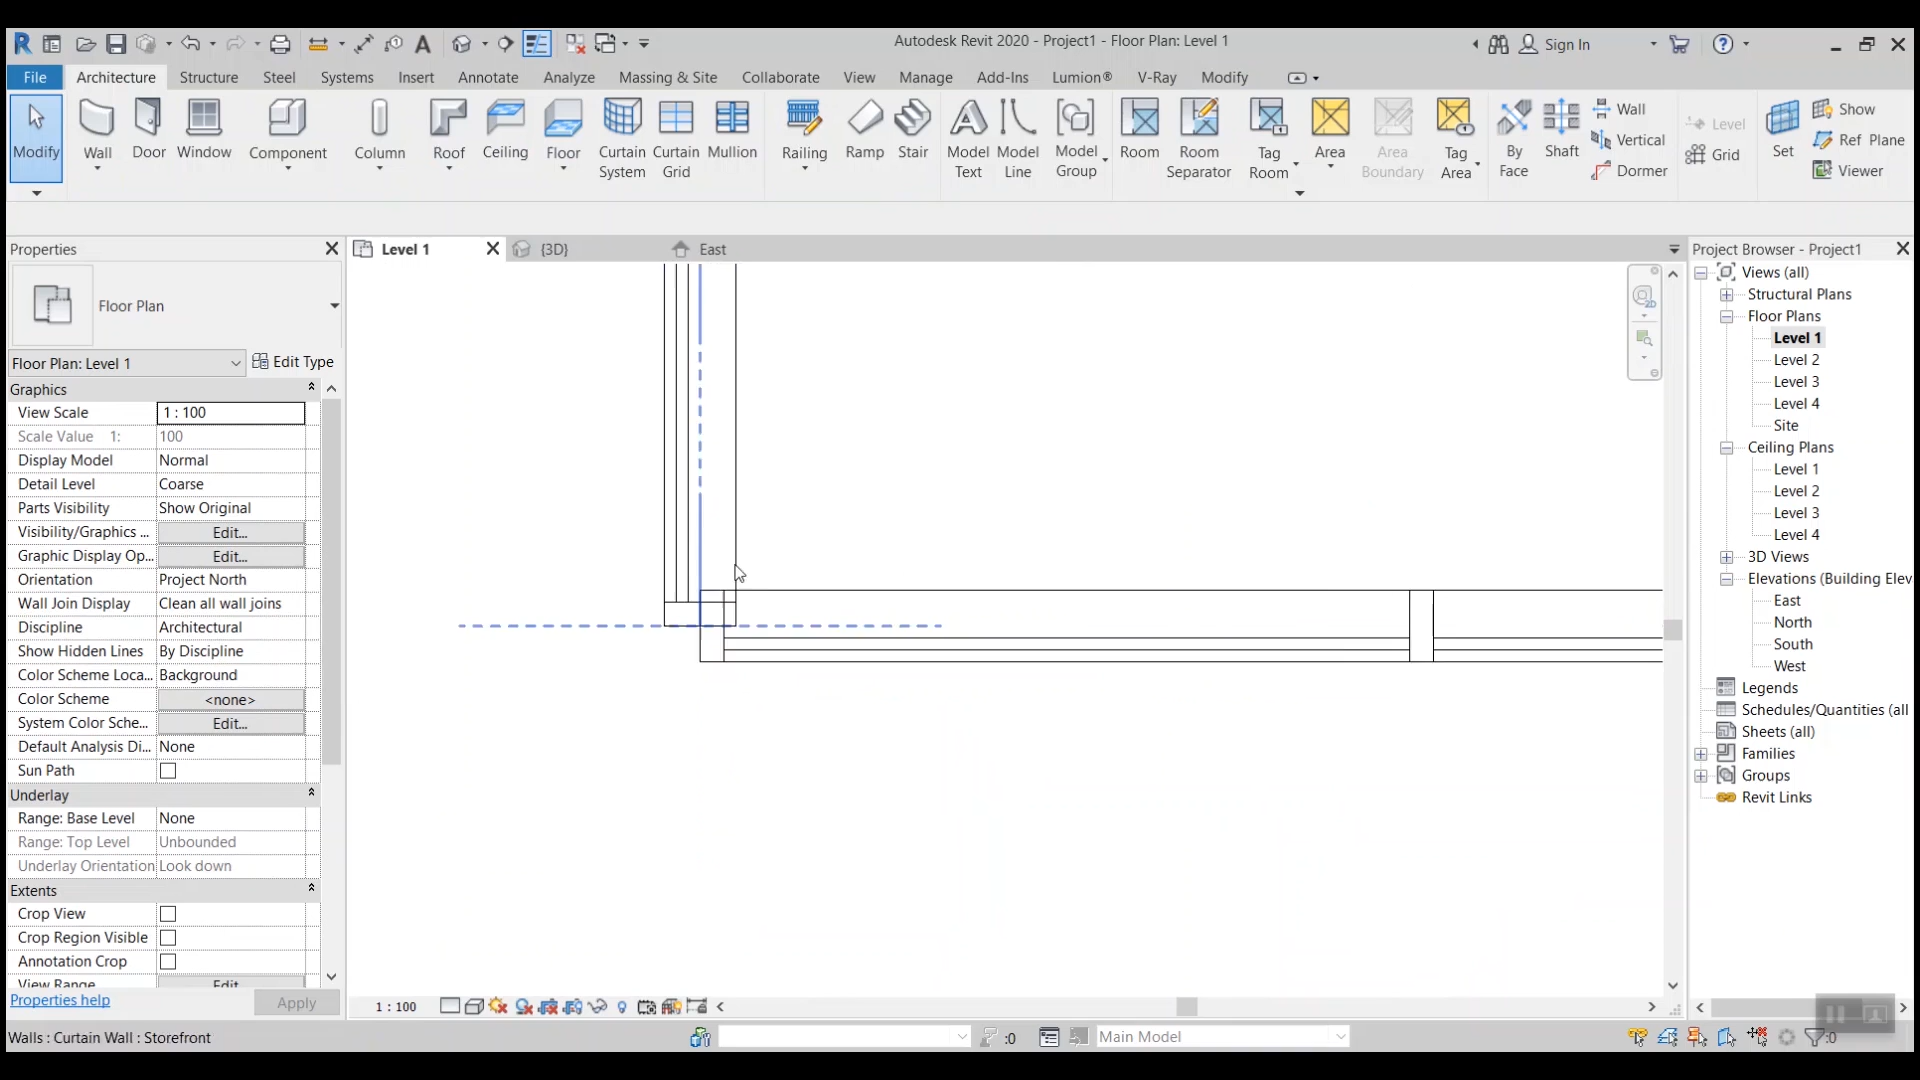 Autodesk Revit 2020 - Project1 - Floor Plan: Level 1
Sign In
File Architecture Structure Steel Systems Insert Annotate Analyze Massing & Site Collaborate View Manage Add-Ins Lumion® V-Ray Modify
Modify
Wall
Door
Window
Component
Column
Roof
Ceiling
Floor
Curtain System
Curtain Grid
Mullion
Railing
Ramp
Stair
Model Text
Model Line
Model Group
Room
Room Separator
Tag Room
Area
Area Boundary
Tag Area
By Face
Shaft
Wall
Vertical
Dormer
Level
Grid
Set
Show
Ref Plane
Viewer
Properties
Level 1
{3D}
East
Project Browser - Project1
Floor Plan
Floor Plan: Level 1
Edit Type
Graphics
View Scale 1 : 100
Scale Value 1: 100
Display Model Normal
Detail Level Coarse
Parts Visibility Show Original
Visibility/Graphics ... Edit...
Graphic Display Op... Edit...
Orientation Project North
Wall Join Display Clean all wall joins
Discipline Architectural
Show Hidden Lines By Discipline
Color Scheme Loca... Background
Color Scheme <none>
System Color Sche... Edit...
Default Analysis Di... None
Sun Path
Underlay
Range: Base Level None
Range: Top Level Unbounded
Underlay Orientation Look down
Extents
Crop View
Crop Region Visible
Annotation Crop
View Range Edit...
Properties help
Apply
2D
Views (all)
Structural Plans
Floor Plans
Level 1
Level 2
Level 3
Level 4
Site
Ceiling Plans
Level 1
Level 2
Level 3
Level 4
3D Views
Elevations (Building Elev
East
North
South
West
Legends
Schedules/Quantities (all
Sheets (all)
Families
Groups
Revit Links
1 : 100
Walls : Curtain Wall : Storefront
:0
Main Model
:0